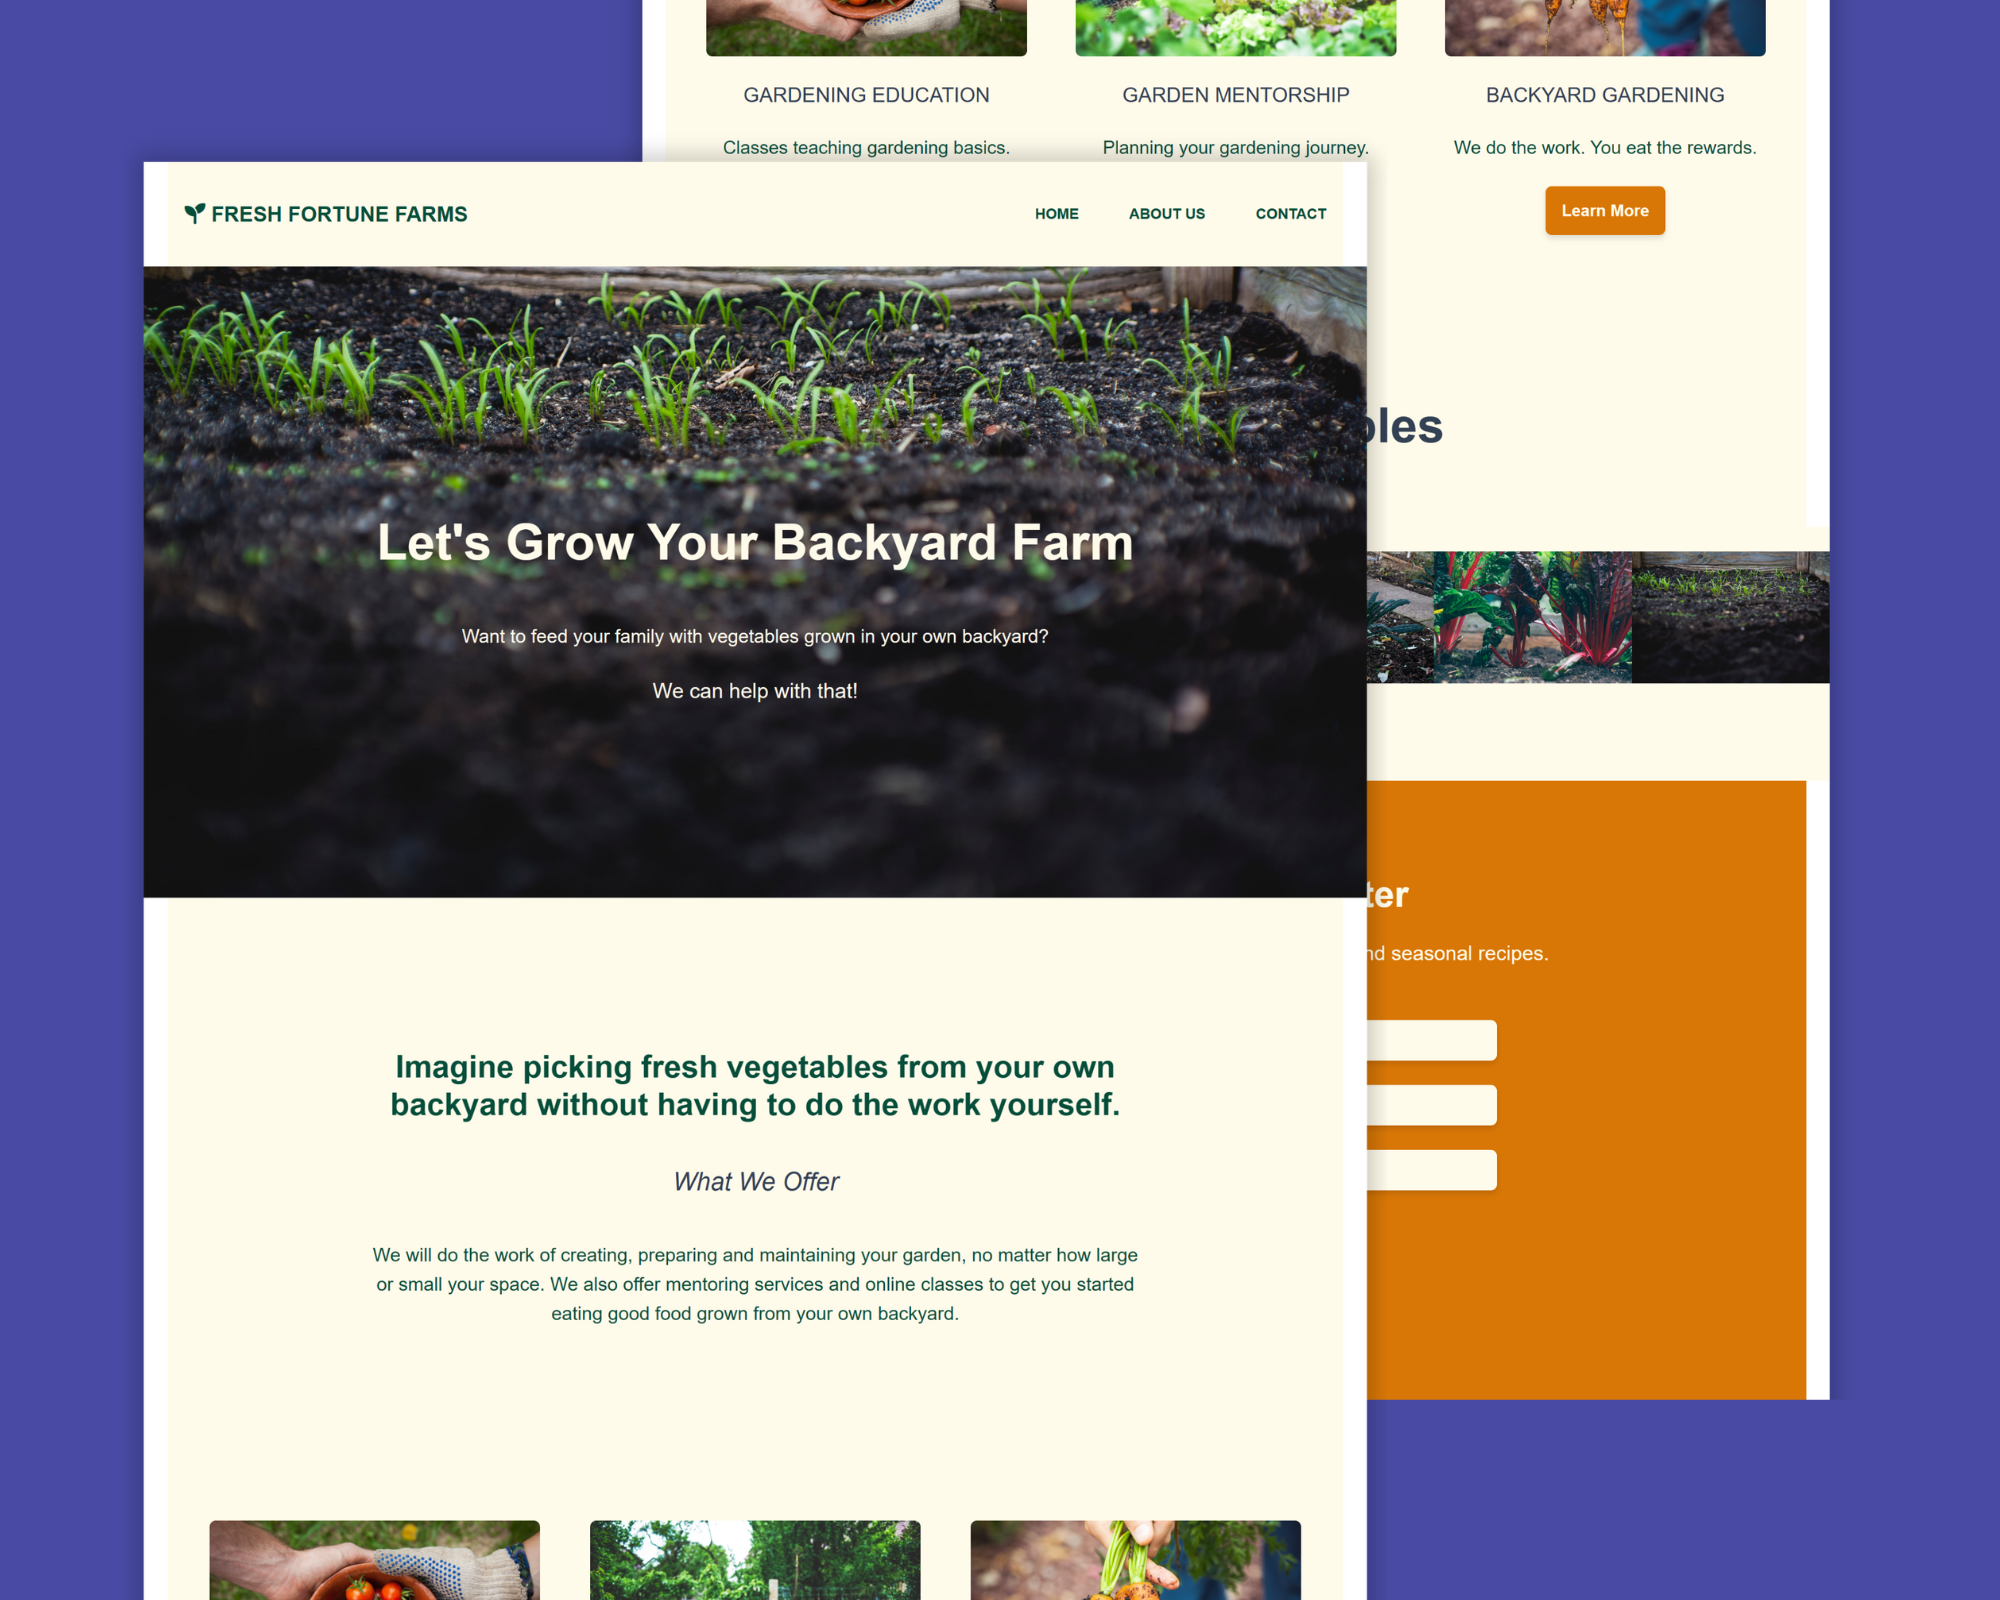 GARDENING EDUCATION
GARDEN MENTORSHIP
BACKYARD GARDENING
Classes teaching gardening basics.
Planning your gardening journey.
We do the work. You eat the rewards.
Learn More
FRESH FORTUNE FARMS
HOME
ABOUT US
CONTACT
Let's Grow Your Backyard Farm
Want to feed your family with vegetables grown in your own backyard?
We can help with that!
seasonal recipes.
Imagine picking fresh vegetables from your own
backyard without having to do the work yourself.
What We Offer
We will do the work of creating, preparing and maintaining your garden, no matter how large
or small your space. We also offer mentoring services and online classes to get you started
eating good food grown from your own backyard.